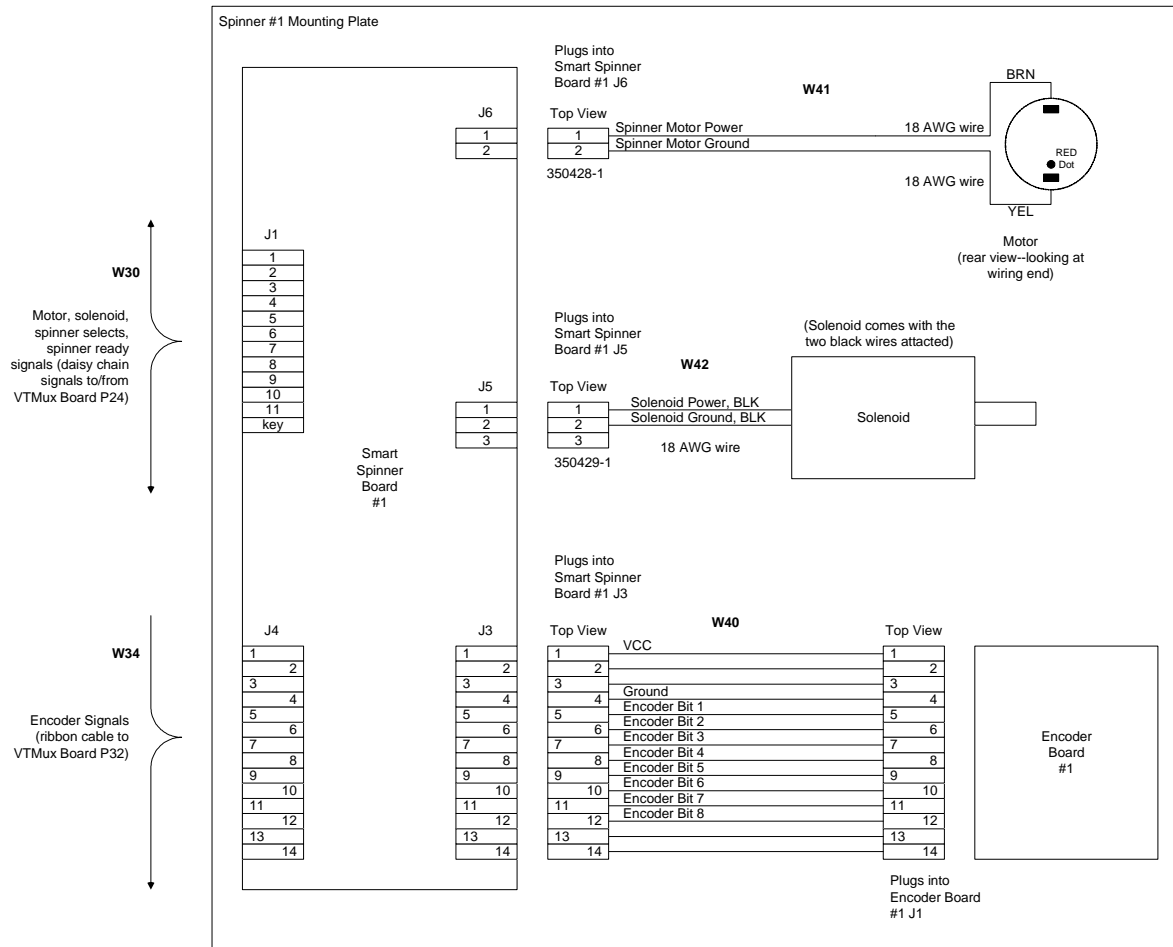 Spinner #1 Mounting Plate
Plugs into
Smart Spinner
Board #1 J6
W41
BRN
J6
Top View
1
2
1
2
Spinner Motor Power
Spinner Motor Ground
18 AWG wire
18 AWG wire
350428-1
RED
Dot
YEL
Motor
(rear view--looking at
wiring end)
W30
Motor, solenoid,
spinner selects,
spinner ready
signals (daisy chain
signals to/from
VTMux Board P24)
J1
1
2
3
4
5
6
7
8
9
10
11
key
Plugs into
Smart Spinner
Board #1 J5
W42
(Solenoid comes with the
two black wires attacted)
J5
Top View
1
2
3
1
2
3
Solenoid Power, BLK
Solenoid Ground, BLK
18 AWG wire
350429-1
Solenoid
Smart
Spinner
Board
#1
Plugs into
Smart Spinner
Board #1 J3
W40
W34
Encoder Signals
(ribbon cable to
VTMux Board P32)
J4
1
2
3
4
5
6
7
8
9
10
11
12
13
14
J3
1
2
3
4
5
6
7
8
9
10
11
12
13
14
Top View
1
2
3
4
5
6
7
8
9
10
11
12
13
14
VCC
Ground
Encoder Bit 1
Encoder Bit 2
Encoder Bit 3
Encoder Bit 4
Encoder Bit 5
Encoder Bit 6
Encoder Bit 7
Encoder Bit 8
Top View
1
2
3
4
5
6
7
8
9
10
11
12
13
14
Plugs into
Encoder Board
#1 J1
Encoder
Board
#1